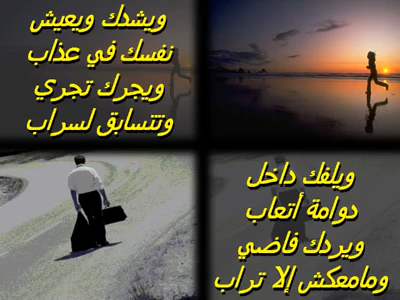 ويشدك ويعيش
نفسك في عذاب
ويجرك تجري
وتتسابق لسراب
ويلفك داخل
دوامة أتعاب
ويردك فاضي
ومامعكش إلا تراب